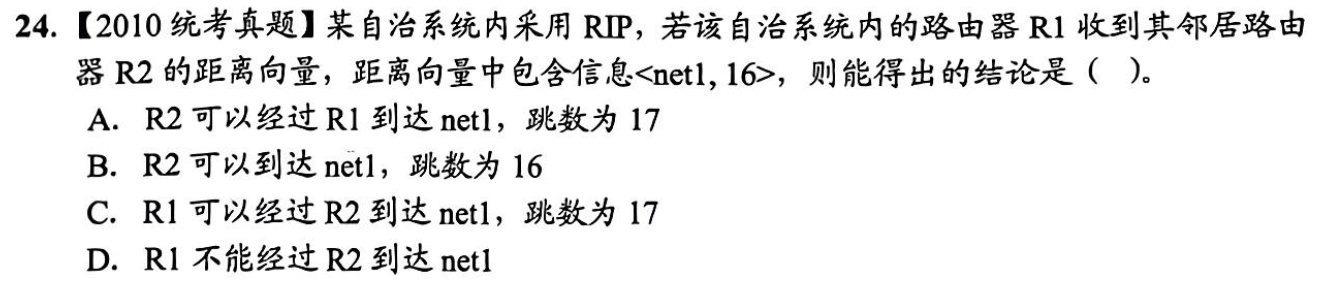 24.【2010 统考真题】某自治系统内采用 RIP，若该自治系统内的路由器 R1 收到其邻居路由
器 R2 的距离向量，距离向量中包含信息<net1, 16>，则能得出的结论是（ ）。
A. R2 可以经过 R1 到达 net1，跳数为 17
B. R2 可以到达 net1，跳数为 16
C. R1 可以经过 R2 到达 net1，跳数为 17
D. R1 不能经过 R2 到达 net1